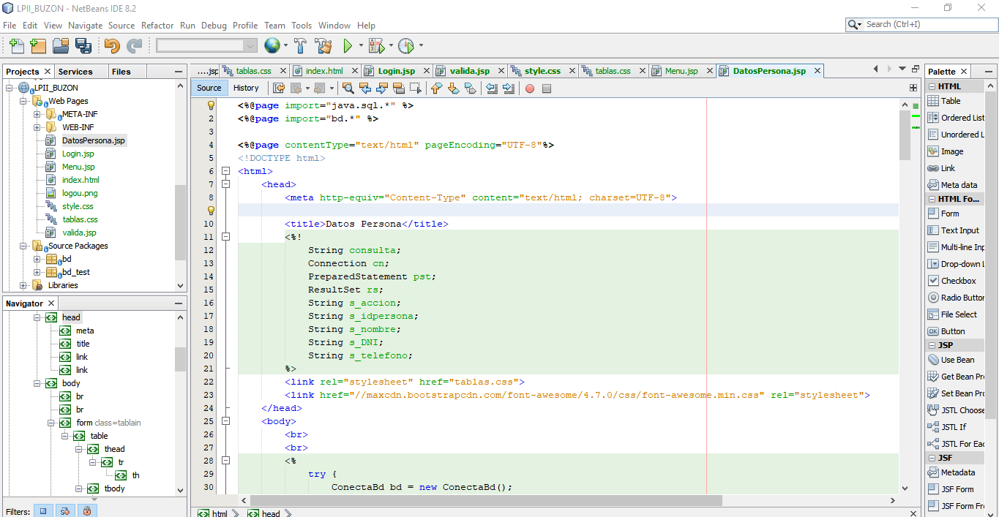 LPII_BUZON - NetBeans IDE 8.2
File Edit View Navigate Source Refactor Run Debug Profile Team Tools Window Help
Search (Ctrl+I)
Projects Services Files
LPII_BUZON
Web Pages
META-INF
WEB-INF
DatosPersona.jsp
Login.jsp
Menu.jsp
index.html
logou.png
style.css
tablas.css
valida.jsp
Source Packages
bd
bd_test
Libraries
Navigator
head
meta
title
link
link
body
br
br
form class=tablain
table
thead
tr
th
tbody
Filters:
....jsp tablas.css index.html Login.jsp valida.jsp style.css tablas.css Menu.jsp DatosPersona.jsp
Source History
<%@page import="java.sql.*" %>
2 <%@page import="bd.*" %>
3
4 <%@page contentType="text/html" pageEncoding="UTF-8"%>
5 <!DOCTYPE html>
6 <html>
7 <head>
8 <meta http-equiv="Content-Type" content="text/html; charset=UTF-8">
10 <title>Datos Persona</title>
11 <%!
12 String consulta;
13 Connection cn;
14 PreparedStatement pst;
15 ResultSet rs;
16 String s_accion;
17 String s_idpersona;
18 String s_nombre;
19 String s_DNI;
20 String s_telefono;
21 %>
22 <link rel="stylesheet" href="tablas.css">
23 <link href="//maxcdn.bootstrapcdn.com/font-awesome/4.7.0/css/font-awesome.min.css" rel="stylesheet">
24 </head>
25 <body>
26 <br>
27 <br>
28 <%
29 try {
30 ConectaBd bd = new ConectaBd();
html head
Palette
HTML
Table
Ordered List
Unordered L
Image
Link
Meta data
HTML Fo...
Form
Text Input
Multi-line Inp
Drop-down L
Checkbox
Radio Button
File Select
OK Button
JSP
Use Bean
Get Bean Pro
Set Bean Pro
JSTL Choose
JSTL If
JSTL For Eac
JSF
Metadata
JSF Form
JSF Form Fr